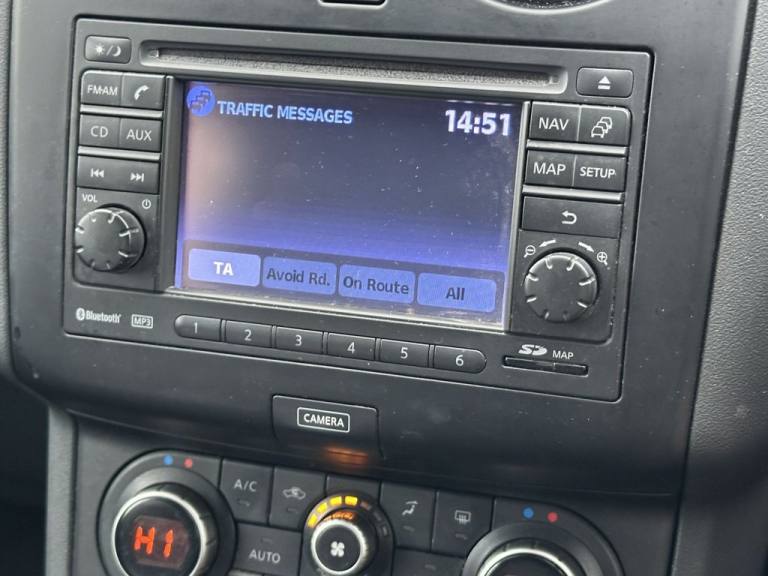 FM·AM
CD AUX
VOL
TRAFFIC MESSAGES 14:51
TA Avoid Rd. On Route All
NAV
MAP SETUP
Bluetooth MP3
1 2 3 4 5 6
SD MAP
CAMERA
A/C
HI
AUTO